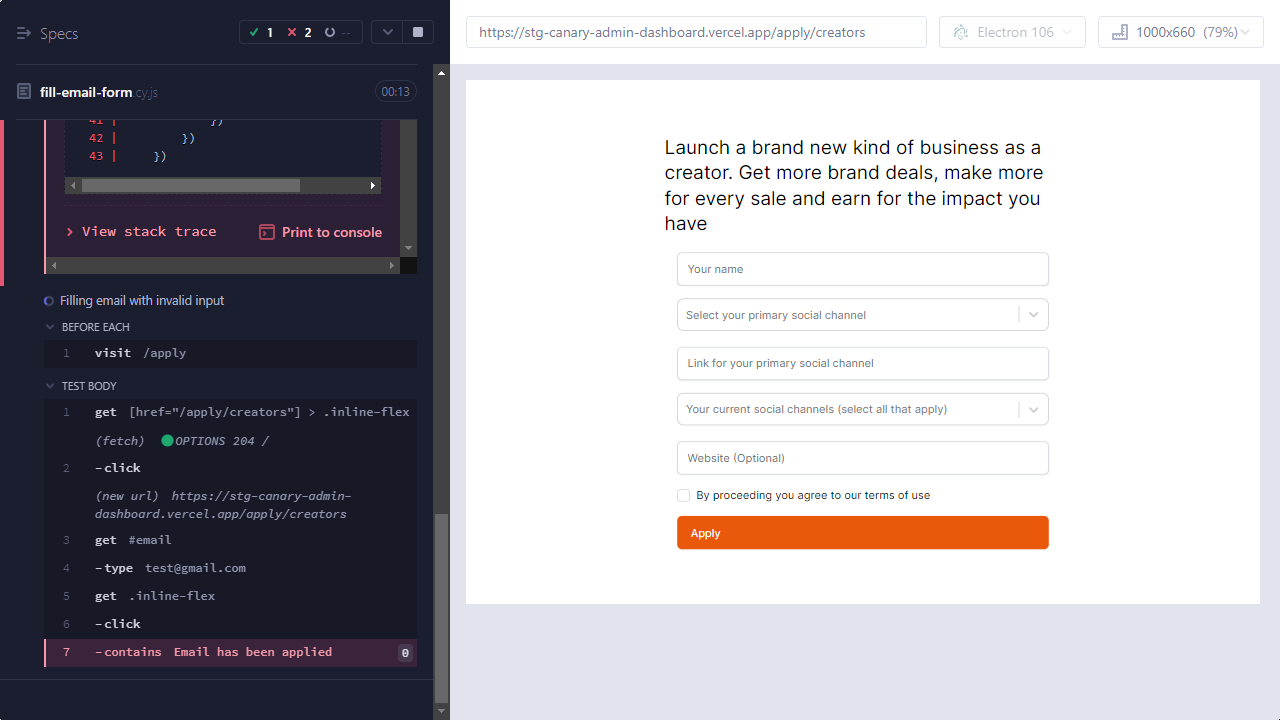 Specs
1
2
--
fill-email-form.cy.js
00:13
41 | })
42 | })
43 | })
View stack trace
Print to console
Filling email with invalid input
BEFORE EACH
1 visit /apply
TEST BODY
1 get [href="/apply/creators"] > .inline-flex
(fetch) OPTIONS 204 /
2 -click
(new url) https://stg-canary-admin-
dashboard.vercel.app/apply/creators
3 get #email
4 -type test@gmail.com
5 get .inline-flex
6 -click
7 -contains Email has been applied 0
https://stg-canary-admin-dashboard.vercel.app/apply/creators
Electron 106
1000x660 (79%)
Launch a brand new kind of business as a
creator. Get more brand deals, make more
for every sale and earn for the impact you
have
Your name
Select your primary social channel
Link for your primary social channel
Your current social channels (select all that apply)
Website (Optional)
By proceeding you agree to our terms of use
Apply